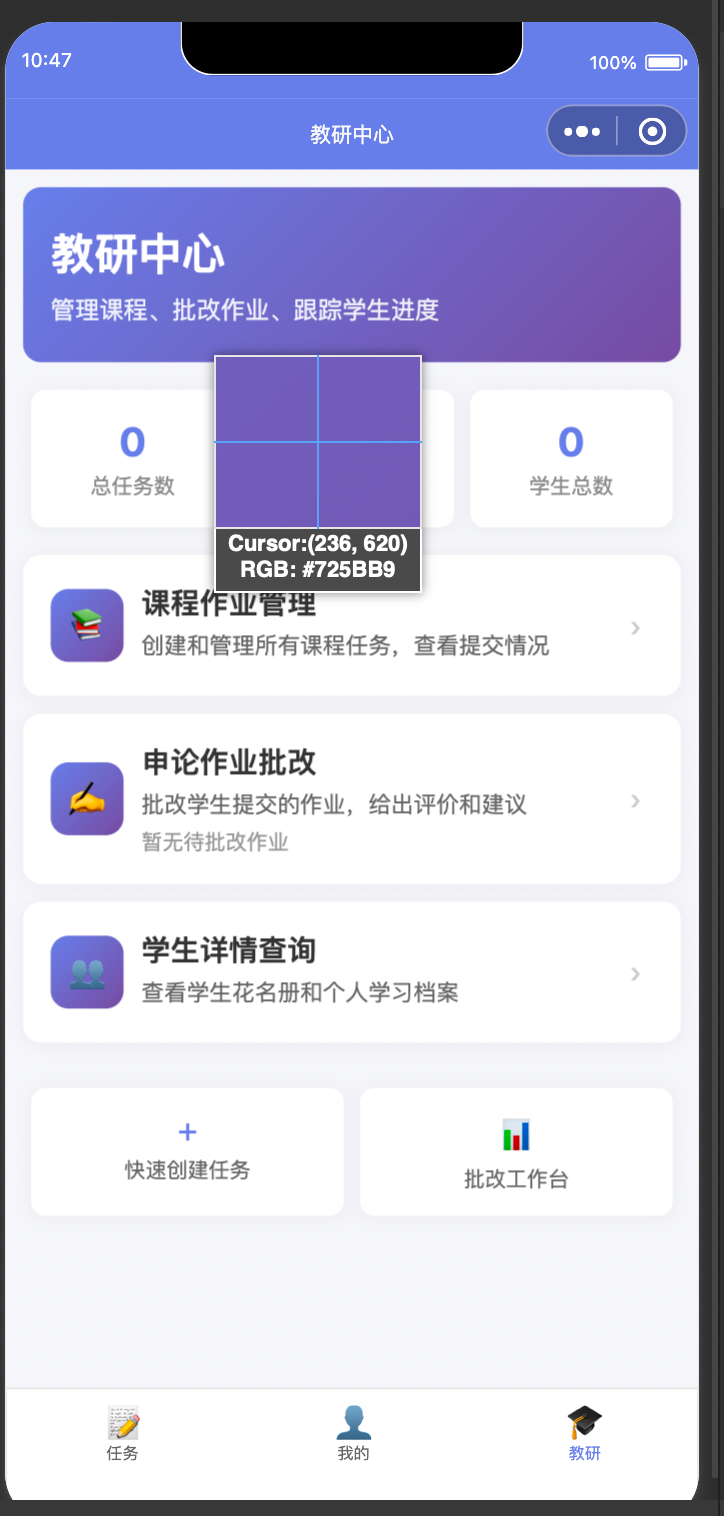 10:47
100%
教研中心
教研中心
管理课程、批改作业、跟踪学生进度
0
总任务数
0
学生总数
Cursor:(236, 620)
RGB: #725BB9
课程作业管理
创建和管理所有课程任务，查看提交情况
申论作业批改
批改学生提交的作业，给出评价和建议
暂无待批改作业
学生详情查询
查看学生花名册和个人学习档案
+
快速创建任务
批改工作台
任务
我的
教研